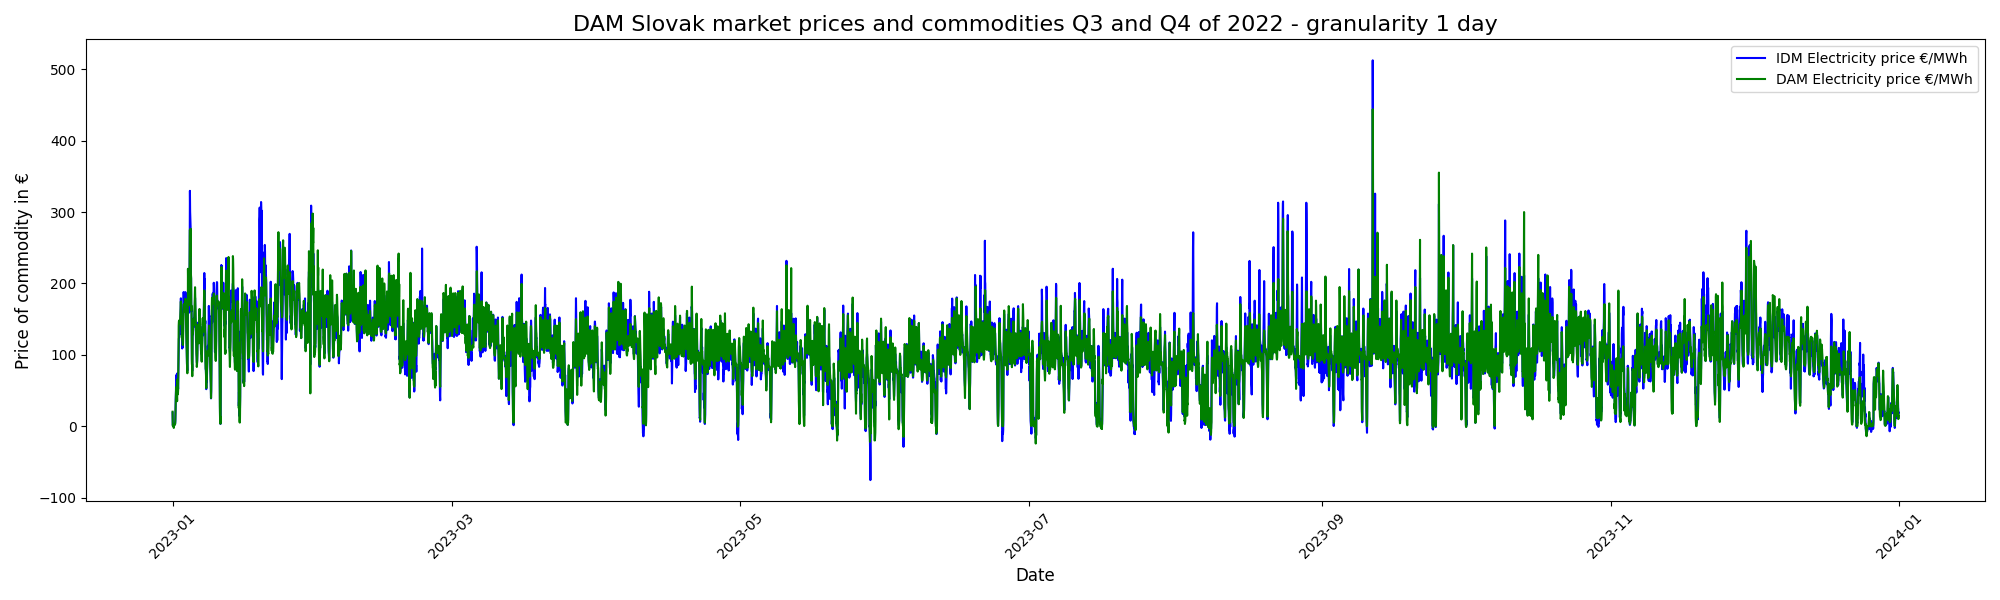 DAM Slovak market prices and commodities Q3 and Q4 of 2022 - granularity 1 day
IDM Electricity price €/MWh
DAM Electricity price €/MWh
Price of commodity in €
500
400
300
200
100
0
−100
2023-01
2023-03
2023-05
2023-07
2023-09
2023-11
2024-01
Date